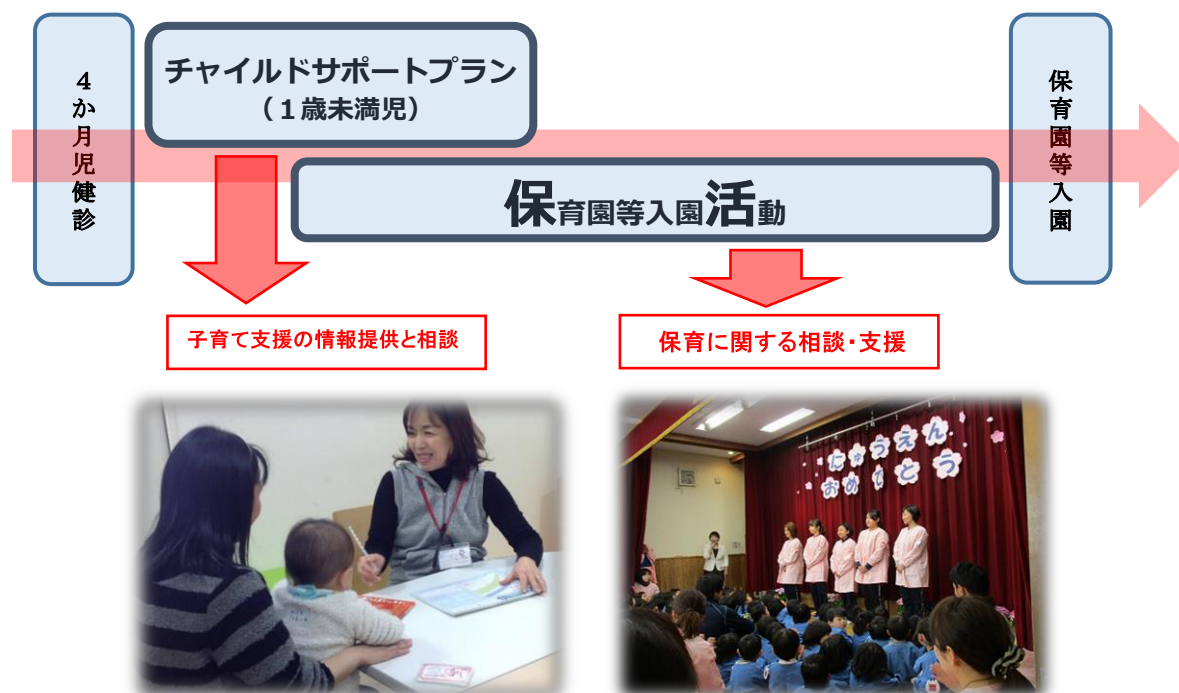 4か月児健診
チャイルドサポートプラン
（１歳未満児）
保育園等入園活動
保育園等入園
子育て支援の情報提供と相談
保育に関する相談・支援
にゅうえん
おめでとう